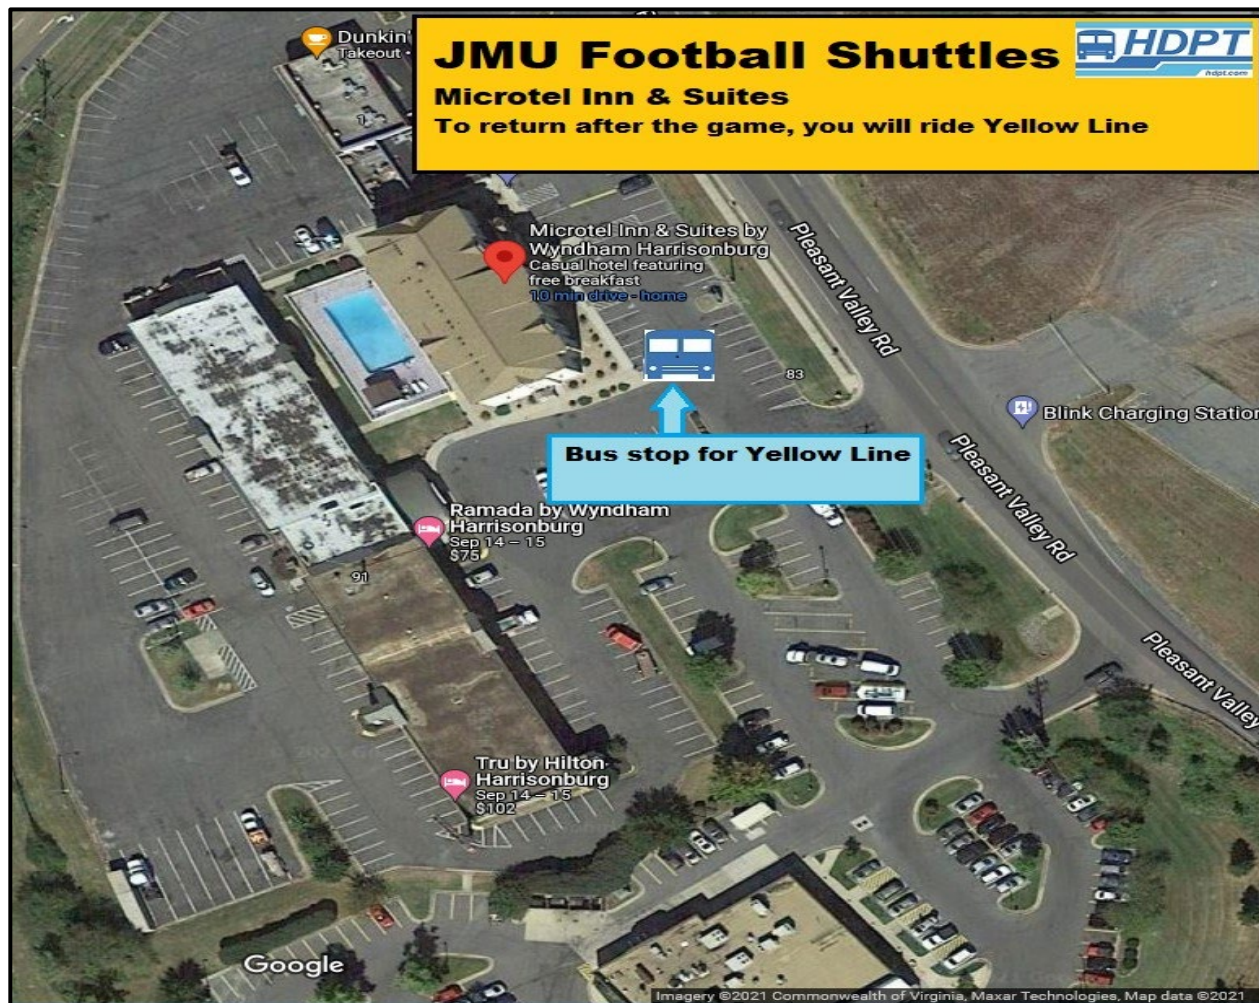 JMU Football Shuttles
HDPT
hdpt.com
Microtel Inn & Suites
To return after the game, you will ride Yellow Line
Dunkin'
Takeout •
1
Microtel Inn & Suites by
Wyndham Harrisonburg
Casual hotel featuring
free breakfast
10 min drive - home
Pleasant Valley Rd
83
Blink Charging Station
Bus stop for Yellow Line
Pleasant Valley Rd
Ramada by Wyndham
Harrisonburg
Sep 14 – 15
$75
91
Pleasant Valley
Tru by Hilton
Harrisonburg
Sep 14 – 15
$102
Google
Imagery ©2021 Commonwealth of Virginia, Maxar Technologies, Map data ©2021